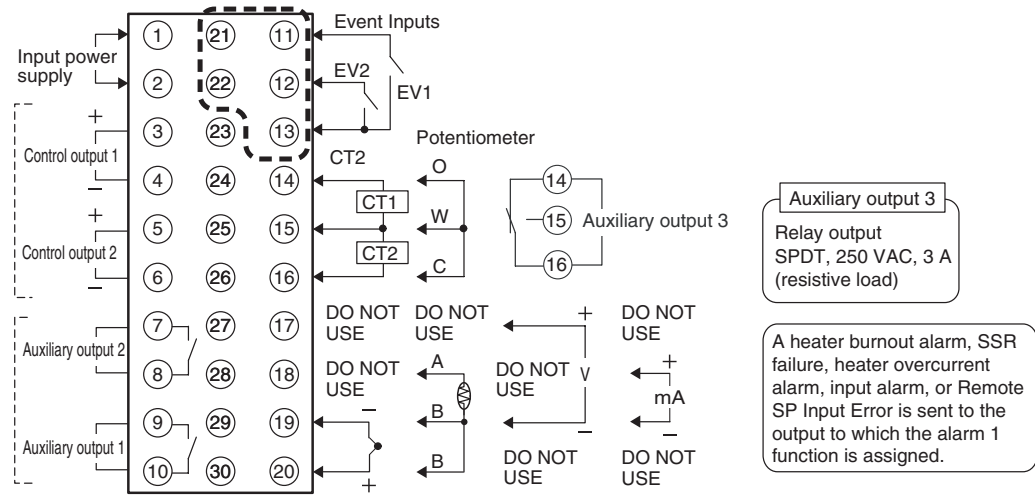 Input power
supply
+
Control output 1
−
+
Control output 2
−
Auxiliary output 2
Auxiliary output 1
1 21 11
2 22 12
3 23 13
4 24 14
5 25 15
6 26 16
7 27 17
8 28 18
9 29 19
10 30 20
Event Inputs
EV2
EV1
CT2
CT1
CT2
Potentiometer
O
W
C
14
15 Auxiliary output 3
16
DO NOT
USE
DO NOT
USE
−
+
DO NOT
USE
A
B
B
+
DO NOT
USE
V
−
DO NOT
USE
DO NOT
USE
+
mA
−
DO NOT
USE
Auxiliary output 3
Relay output
SPDT, 250 VAC, 3 A
(resistive load)
A heater burnout alarm, SSR
failure, heater overcurrent
alarm, input alarm, or Remote
SP Input Error is sent to the
output to which the alarm 1
function is assigned.